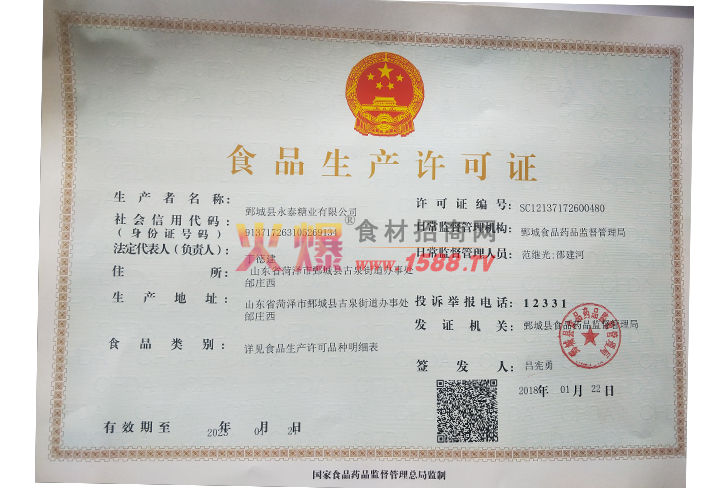 食品生产许可证
生产者名称: 鄄城县永泰糖业有限公司
社会信用代码: 
(身份证号码) 913717263105269131
法定代表人(负责人): 丁德建
住所: 山东省菏泽市鄄城县古泉街道办事处
邰庄西
生产地址: 山东省菏泽市鄄城县古泉街道办事处
邰庄西
食品类别: 详见食品生产许可品种明细表
有效期至 年 月 日
许可证编号: SC12137172600480
日常监督管理机构: 鄄城食品药品监督管理局
日常监督管理人员: 范继光;邵建河
投诉举报电话: 12331
发证机关: 鄄城县食品药品监督管理局
签发人: 吕宪勇
2018年 01月 22日
国家食品药品监督管理总局监制
火爆 食材招商网
www.1588.TV